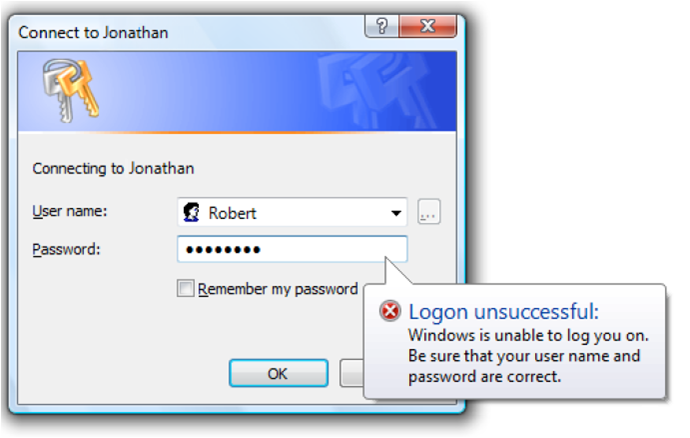 Connect to Jonathan
?
Connecting to Jonathan
User name:
Robert
...
Password:
••••••••
Remember my password
Logon unsuccessful:
Windows is unable to log you on.
Be sure that your user name and
password are correct.
OK